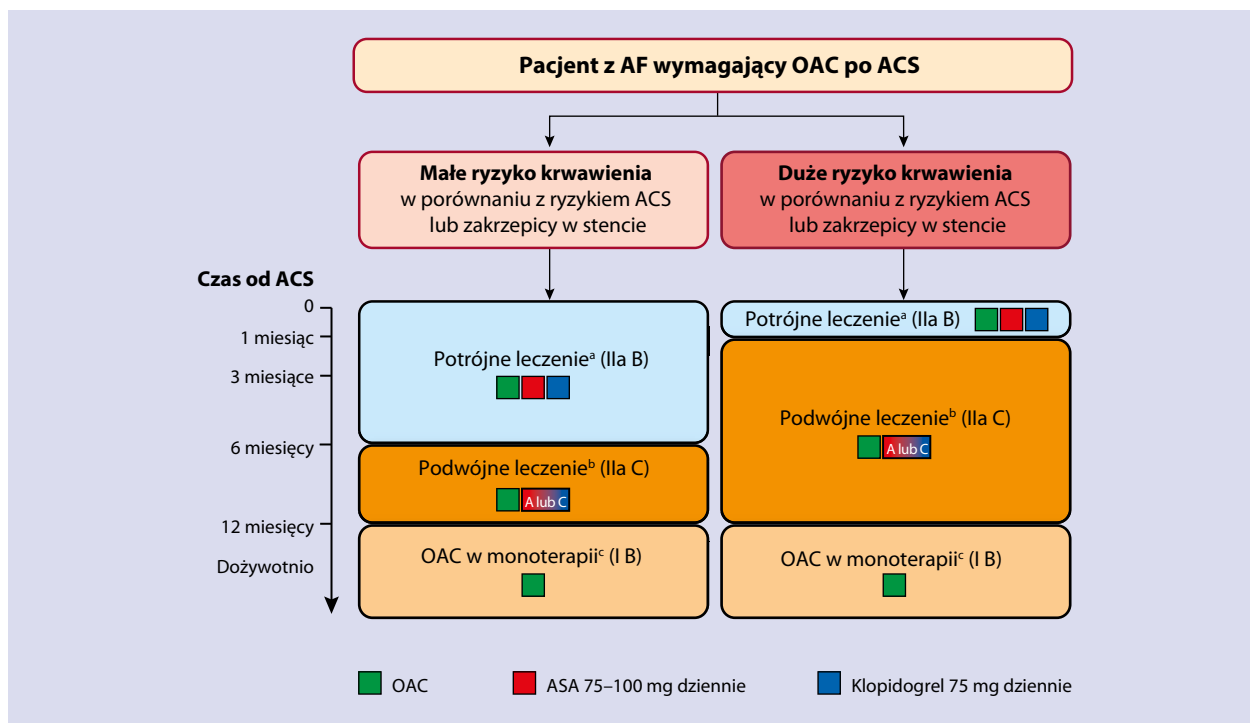 Pacjent z AF wymagający OAC po ACS
Małe ryzyko krwawienia
w porównaniu z ryzykiem ACS
lub zakrzepicy w stencie
Duże ryzyko krwawienia
w porównaniu z ryzykiem ACS
lub zakrzepicy w stencie
Czas od ACS
0
1 miesiąc
3 miesiące
6 miesięcy
12 miesięcy
Dożywotnio
Potrójne leczenieᵃ (IIa B)
Podwójne leczenieᵇ (IIa C)
A lub C
OAC w monoterapiiᶜ (I B)
Potrójne leczenieᵃ (IIa B)
Podwójne leczenieᵇ (IIa C)
A lub C
OAC w monoterapiiᶜ (I B)
OAC
ASA 75–100 mg dziennie
Klopidogrel 75 mg dziennie